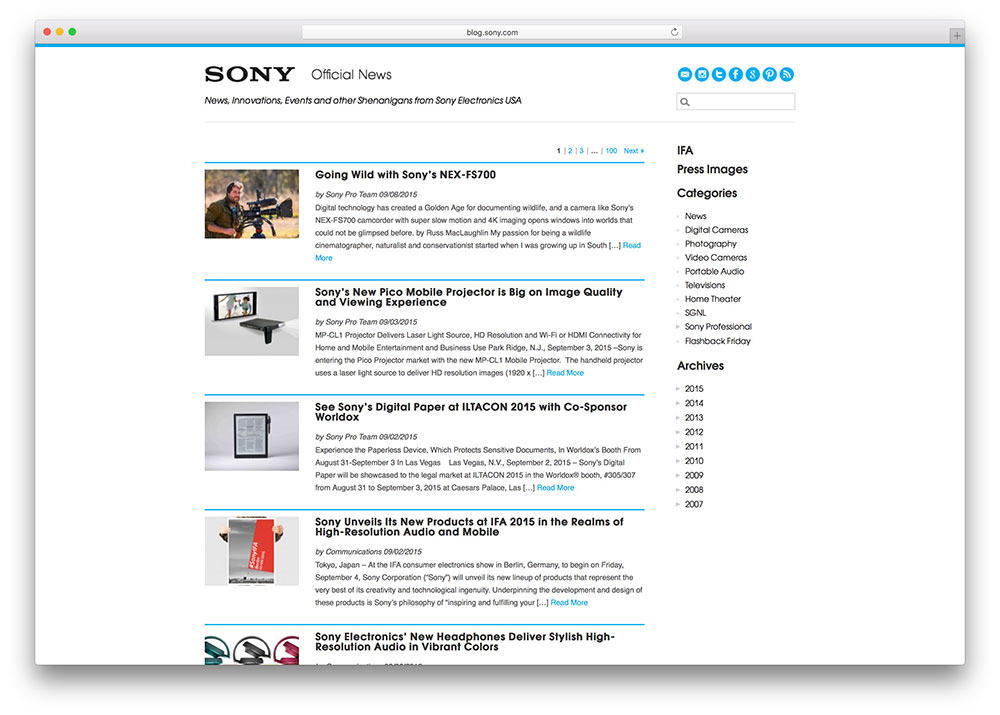 blog.sony.com
SONY Official News
News, Innovations, Events and other Shenanigans from Sony Electronics USA
1 | 2 | 3 | ... | 100 Next »
Going Wild with Sony's NEX-FS700
by Sony Pro Team 09/08/2015
Digital technology has created a Golden Age for documenting wildlife, and a camera like Sony's
NEX-FS700 camcorder with super slow motion and 4K imaging opens windows into worlds that
could not be glimpsed before. by Russ MacLaughlin My passion for being a wildlife
cinematographer, naturalist and conservationist started when I was growing up in South [...] Read
More
Sony's New Pico Mobile Projector is Big on Image Quality
and Viewing Experience
by Sony Pro Team 09/03/2015
MP-CL1 Projector Delivers Laser Light Source, HD Resolution and Wi-Fi or HDMI Connectivity for
Home and Mobile Entertainment and Business Use Park Ridge, N.J., September 3, 2015 –Sony is
entering the Pico Projector market with the new MP-CL1 Mobile Projector. The handheld projector
uses a laser light source to deliver HD resolution images (1920 x [...] Read More
See Sony's Digital Paper at ILTACON 2015 with Co-Sponsor
Worldox
by Sony Pro Team 09/02/2015
Experience the Paperless Device, Which Protects Sensitive Documents, In Worldox's Booth From
August 31-September 3 In Las Vegas Las Vegas, N.V., September 2, 2015 – Sony's Digital
Paper will be showcased to the legal market at ILTACON 2015 in the Worldox® booth, #305/307
from August 31 to September 3, 2015 at Caesars Palace, Las [...] Read More
Sony Unveils Its New Products at IFA 2015 in the Realms of
High-Resolution Audio and Mobile
by Communications 09/02/2015
Tokyo, Japan – At the IFA consumer electronics show in Berlin, Germany, to begin on Friday,
September 4, Sony Corporation ("Sony") will unveil its new lineup of products that represent the
very best of its creativity and technological ingenuity. Underpinning the development and design of
these products is Sony's philosophy of "inspiring and fulfilling your [...] Read More
#SonyIFA
Sony Electronics' New Headphones Deliver Stylish High-
Resolution Audio in Vibrant Colors
IFA
Press Images
Categories
News
Digital Cameras
Photography
Video Cameras
Portable Audio
Televisions
Home Theater
SGNL
Sony Professional
Flashback Friday
Archives
2015
2014
2013
2012
2011
2010
2009
2008
2007